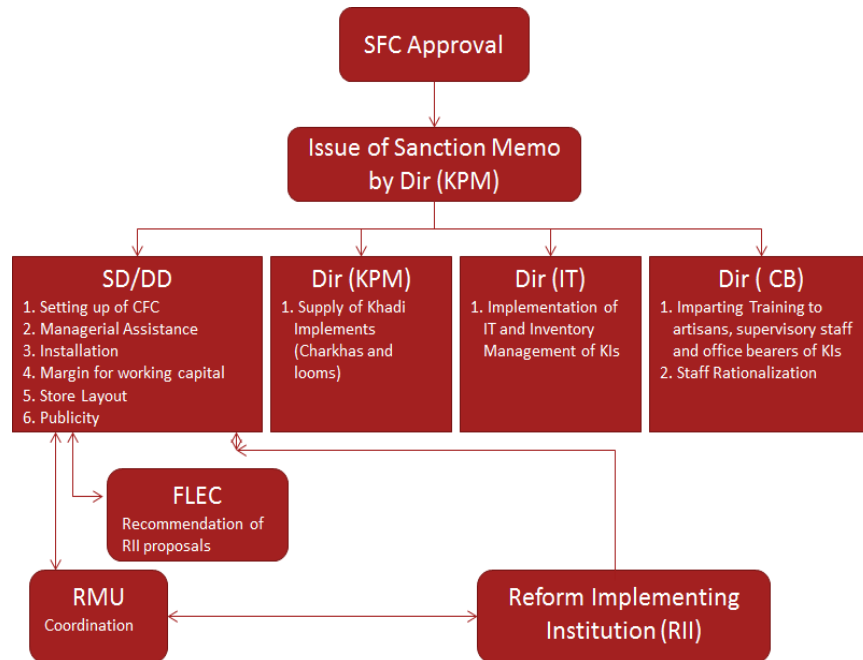 SFC Approval
Issue of Sanction Memo
by Dir (KPM)
SD/DD
1. Setting up of CFC
2. Managerial Assistance
3. Installation
4. Margin for working capital
5. Store Layout
6. Publicity
Dir (KPM)
1. Supply of Khadi
Implements
(Charkhas and
looms)
Dir (IT)
1. Implementation of
IT and Inventory
Management of KIs
Dir ( CB)
1. Imparting Training to
artisans, supervisory staff
and office bearers of KIs
2. Staff Rationalization
FLEC
Recommendation of
RII proposals
RMU
Coordination
Reform Implementing
Institution (RII)